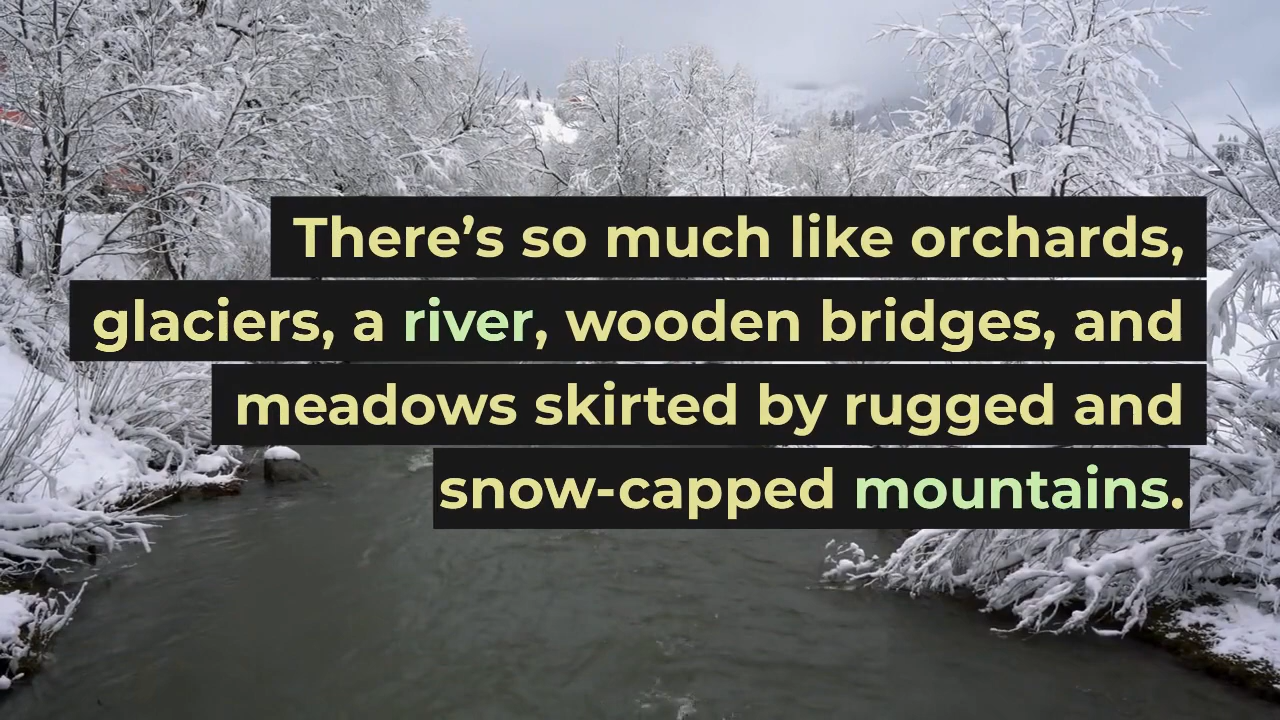 There’s so much like orchards,
glaciers, a river, wooden bridges, and
meadows skirted by rugged and
snow-capped mountains.